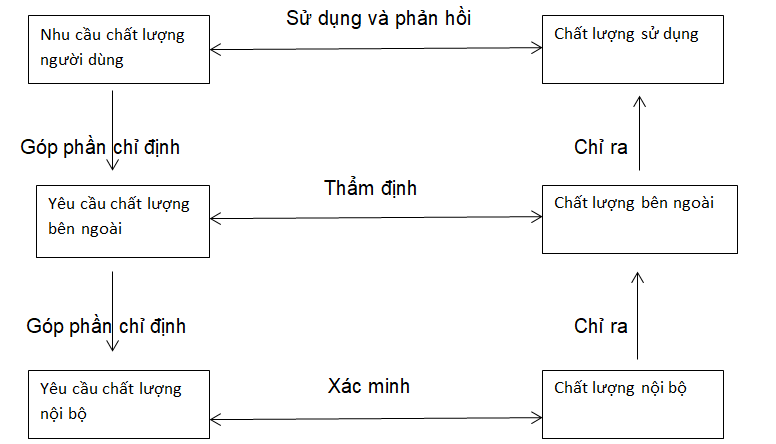 Nhu cầu chất lượng
người dùng
Sử dụng và phản hồi
Chất lượng sử dụng
Góp phần chỉ định
Chỉ ra
Yêu cầu chất lượng
bên ngoài
Thẩm định
Chất lượng bên ngoài
Góp phần chỉ định
Chỉ ra
Yêu cầu chất lượng
nội bộ
Xác minh
Chất lượng nội bộ